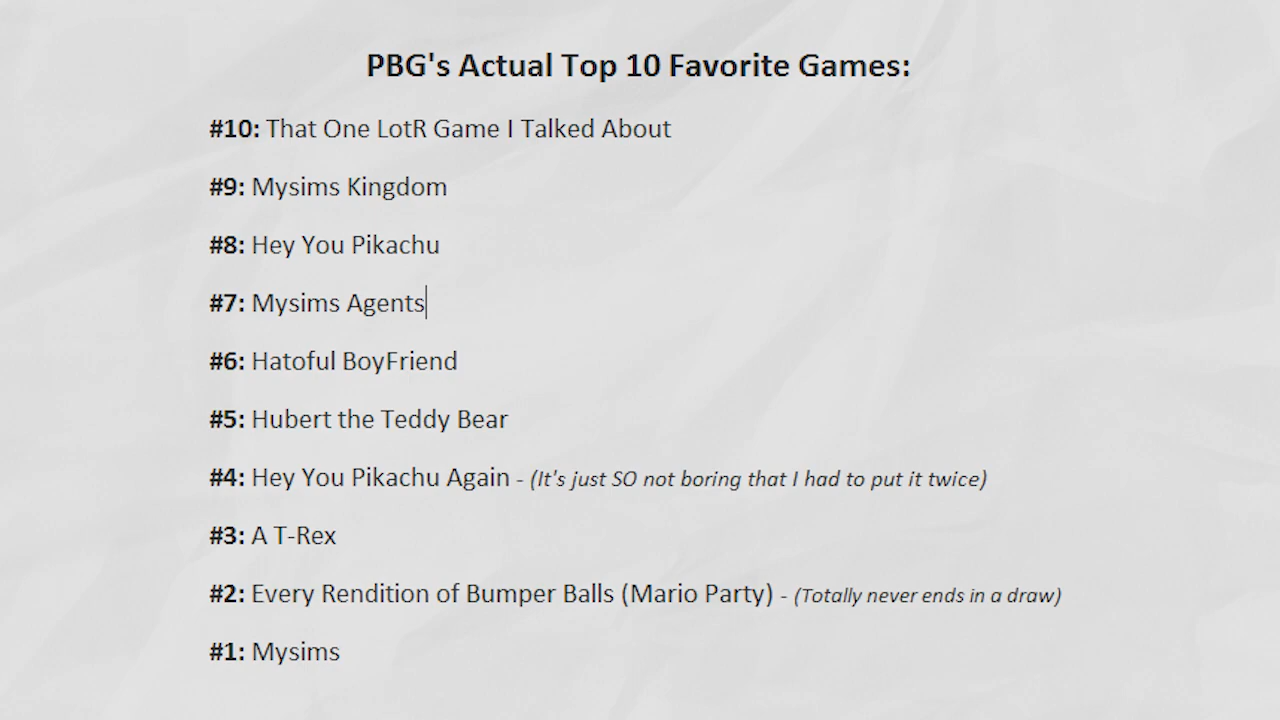 PBG's Actual Top 10 Favorite Games:
#10: That One LotR Game I Talked About
#9: Mysims Kingdom
#8: Hey You Pikachu
#7: Mysims Agents
#6: Hatoful BoyFriend
#5: Hubert the Teddy Bear
#4: Hey You Pikachu Again - (It's just SO not boring that I had to put it twice)
#3: A T-Rex
#2: Every Rendition of Bumper Balls (Mario Party) - (Totally never ends in a draw)
#1: Mysims